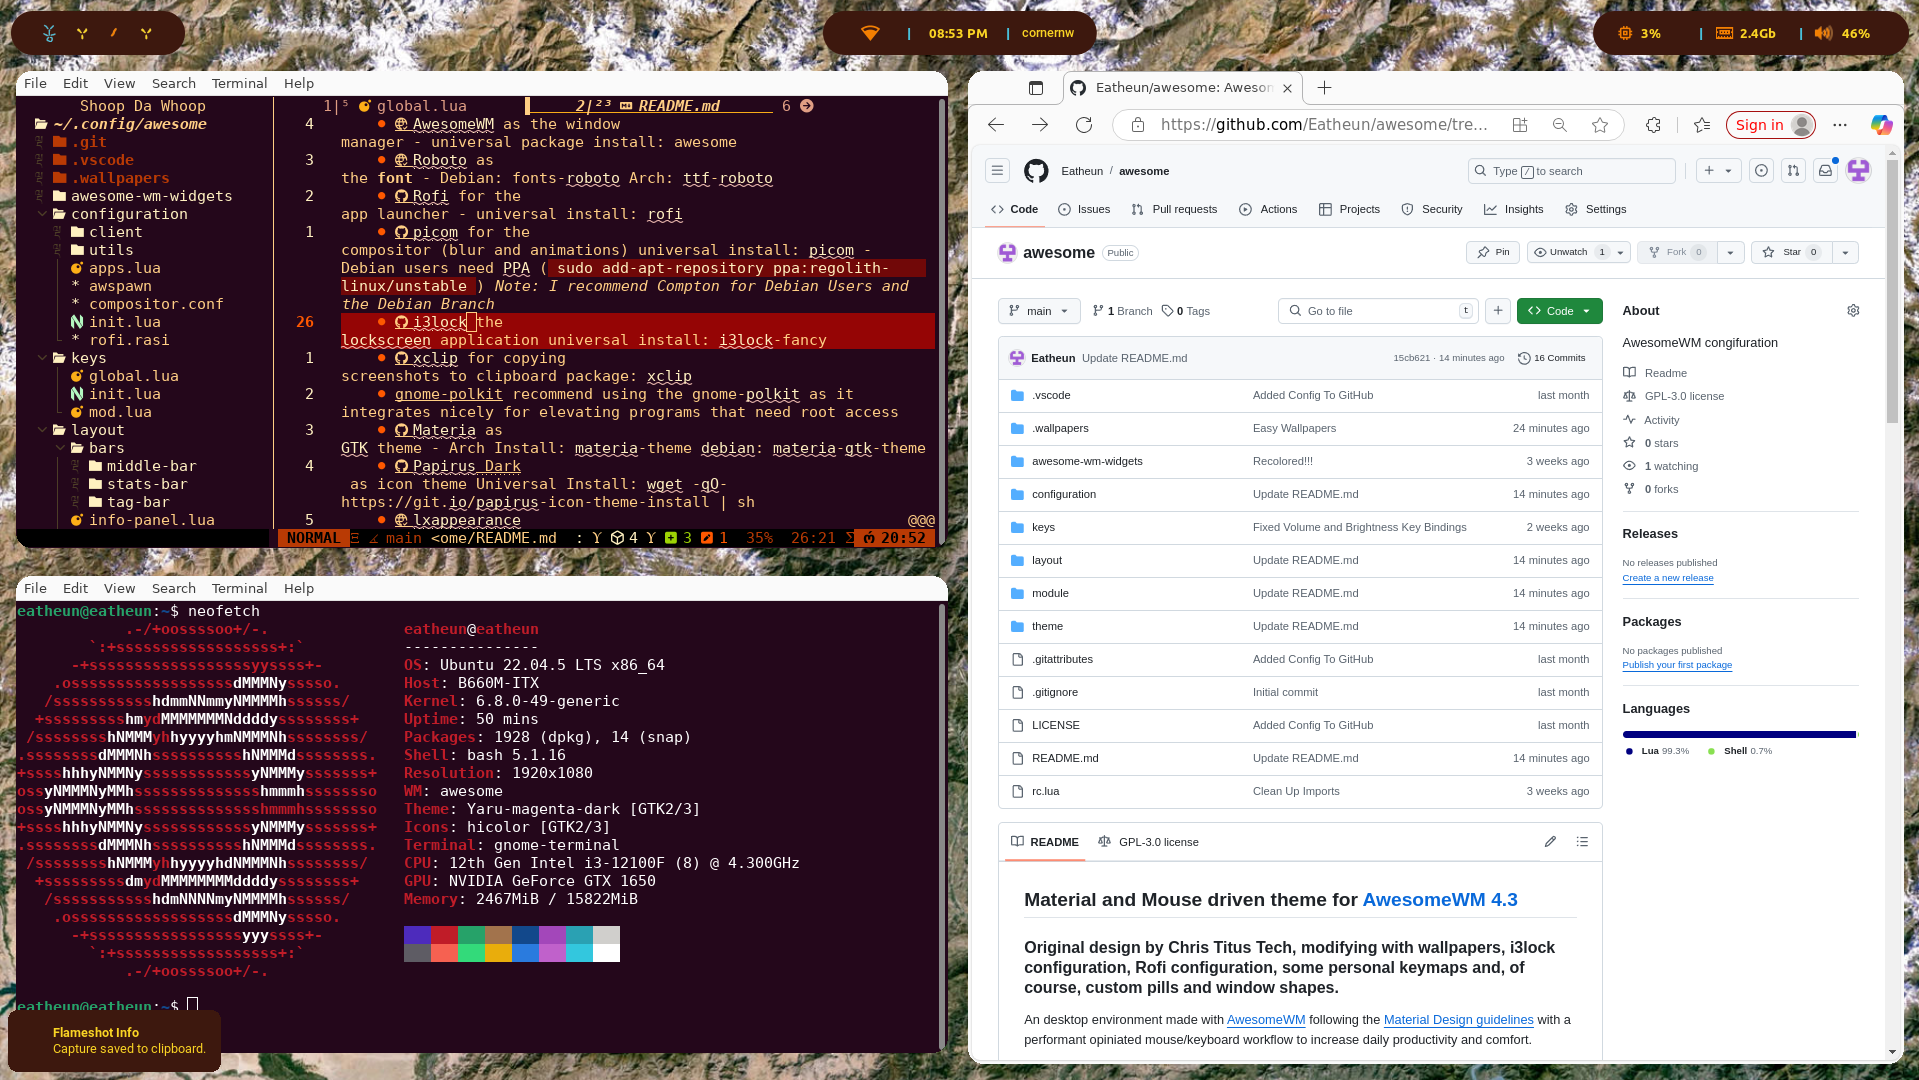 08:53 PM
cornernw
3%
2.4Gb
46%
File Edit View Search Terminal Help
Shoop Da Whoop
~/.config/awesome
.git
.vscode
.wallpapers
awesome-wm-widgets
configuration
client
utils
apps.lua
* awspawn
* compositor.conf
init.lua
* rofi.rasi
keys
global.lua
init.lua
mod.lua
layout
bars
middle-bar
stats-bar
tag-bar
info-panel.lua
1|⁵ global.lua 2|²³ README.md 6
4 • AwesomeWM as the window
manager - universal package install: awesome
3 • Roboto as
the font - Debian: fonts-roboto Arch: ttf-roboto
2 • Rofi for the
app launcher - universal install: rofi
1 • picom for the
compositor (blur and animations) universal install: picom -
Debian users need PPA ( sudo add-apt-repository ppa:regolith-
linux/unstable ) Note: I recommend Compton for Debian Users and
the Debian Branch
26 • i3lock the
lockscreen application universal install: i3lock-fancy
1 • xclip for copying
screenshots to clipboard package: xclip
2 • gnome-polkit recommend using the gnome-polkit as it
integrates nicely for elevating programs that need root access
3 • Materia as
GTK theme - Arch Install: materia-theme debian: materia-gtk-theme
4 • Papirus Dark
as icon theme Universal Install: wget -qO-
https://git.io/papirus-icon-theme-install | sh
5 • lxappearance @@@
NORMAL main <ome/README.md : 4 3 1 35% 26:21 20:52
File Edit View Search Terminal Help
eatheun@eatheun:~$ neofetch
.-/+oossssoo+/-.
`:+ssssssssssssssssss+:`
-+ssssssssssssssssssyyssss+-
.ossssssssssssssssssdMMMNysssso.
/ssssssssssshdmmNNmmyNMMMMhssssss/
+ssssssssshmydMMMMMMMNddddyssssssss+
/sssssssshNMMMyhhyyyyhmNMMMNhssssssss/
.ssssssssdMMMNhsssssssssshNMMMdssssssss.
+sssshhhyNMMNyssssssssssssyNMMMysssssss+
ossyNMMMNyMMhsssssssssssssshmmmhssssssso
ossyNMMMNyMMhsssssssssssssshmmmhssssssso
+sssshhhyNMMNyssssssssssssyNMMMysssssss+
.ssssssssdMMMNhsssssssssshNMMMdssssssss.
/sssssssshNMMMyhhyyyyhdNMMMNhssssssss/
+sssssssssdmydMMMMMMMMddddyssssssss+
/ssssssssssshdmNNNNmyNMMMMhssssss/
.ossssssssssssssssssdMMMNysssso.
-+sssssssssssssssssyyyssss+-
`:+ssssssssssssssssss+:`
.-/+oossssoo+/-.
eatheun@eatheun
---------------
OS: Ubuntu 22.04.5 LTS x86_64
Host: B660M-ITX
Kernel: 6.8.0-49-generic
Uptime: 50 mins
Packages: 1928 (dpkg), 14 (snap)
Shell: bash 5.1.16
Resolution: 1920x1080
WM: awesome
Theme: Yaru-magenta-dark [GTK2/3]
Icons: hicolor [GTK2/3]
Terminal: gnome-terminal
CPU: 12th Gen Intel i3-12100F (8) @ 4.300GHz
GPU: NVIDIA GeForce GTX 1650
Memory: 2467MiB / 15822MiB
eatheun@eatheun:~$
Flameshot Info
Capture saved to clipboard.
Eatheun/awesome: Aweson
https://github.com/Eatheun/awesome/tre...
Sign in
Eatheun / awesome
Type / to search
Code Issues Pull requests Actions Projects Security Insights Settings
awesome Public
Pin Unwatch 1 Fork 0 Star 0
main 1 Branch 0 Tags Go to file t + Code
Eatheun Update README.md 15cb621 · 14 minutes ago 16 Commits
.vscode Added Config To GitHub last month
.wallpapers Easy Wallpapers 24 minutes ago
awesome-wm-widgets Recolored!!! 3 weeks ago
configuration Update README.md 14 minutes ago
keys Fixed Volume and Brightness Key Bindings 2 weeks ago
layout Update README.md 14 minutes ago
module Update README.md 14 minutes ago
theme Update README.md 14 minutes ago
.gitattributes Added Config To GitHub last month
.gitignore Initial commit last month
LICENSE Added Config To GitHub last month
README.md Update README.md 14 minutes ago
rc.lua Clean Up Imports 3 weeks ago
README GPL-3.0 license
Material and Mouse driven theme for AwesomeWM 4.3
Original design by Chris Titus Tech, modifying with wallpapers, i3lock
configuration, Rofi configuration, some personal keymaps and, of
course, custom pills and window shapes.
An desktop environment made with AwesomeWM following the Material Design guidelines with a
performant opiniated mouse/keyboard workflow to increase daily productivity and comfort.
About
AwesomeWM congifuration
Readme
GPL-3.0 license
Activity
0 stars
1 watching
0 forks
Releases
No releases published
Create a new release
Packages
No packages published
Publish your first package
Languages
Lua 99.3% Shell 0.7%